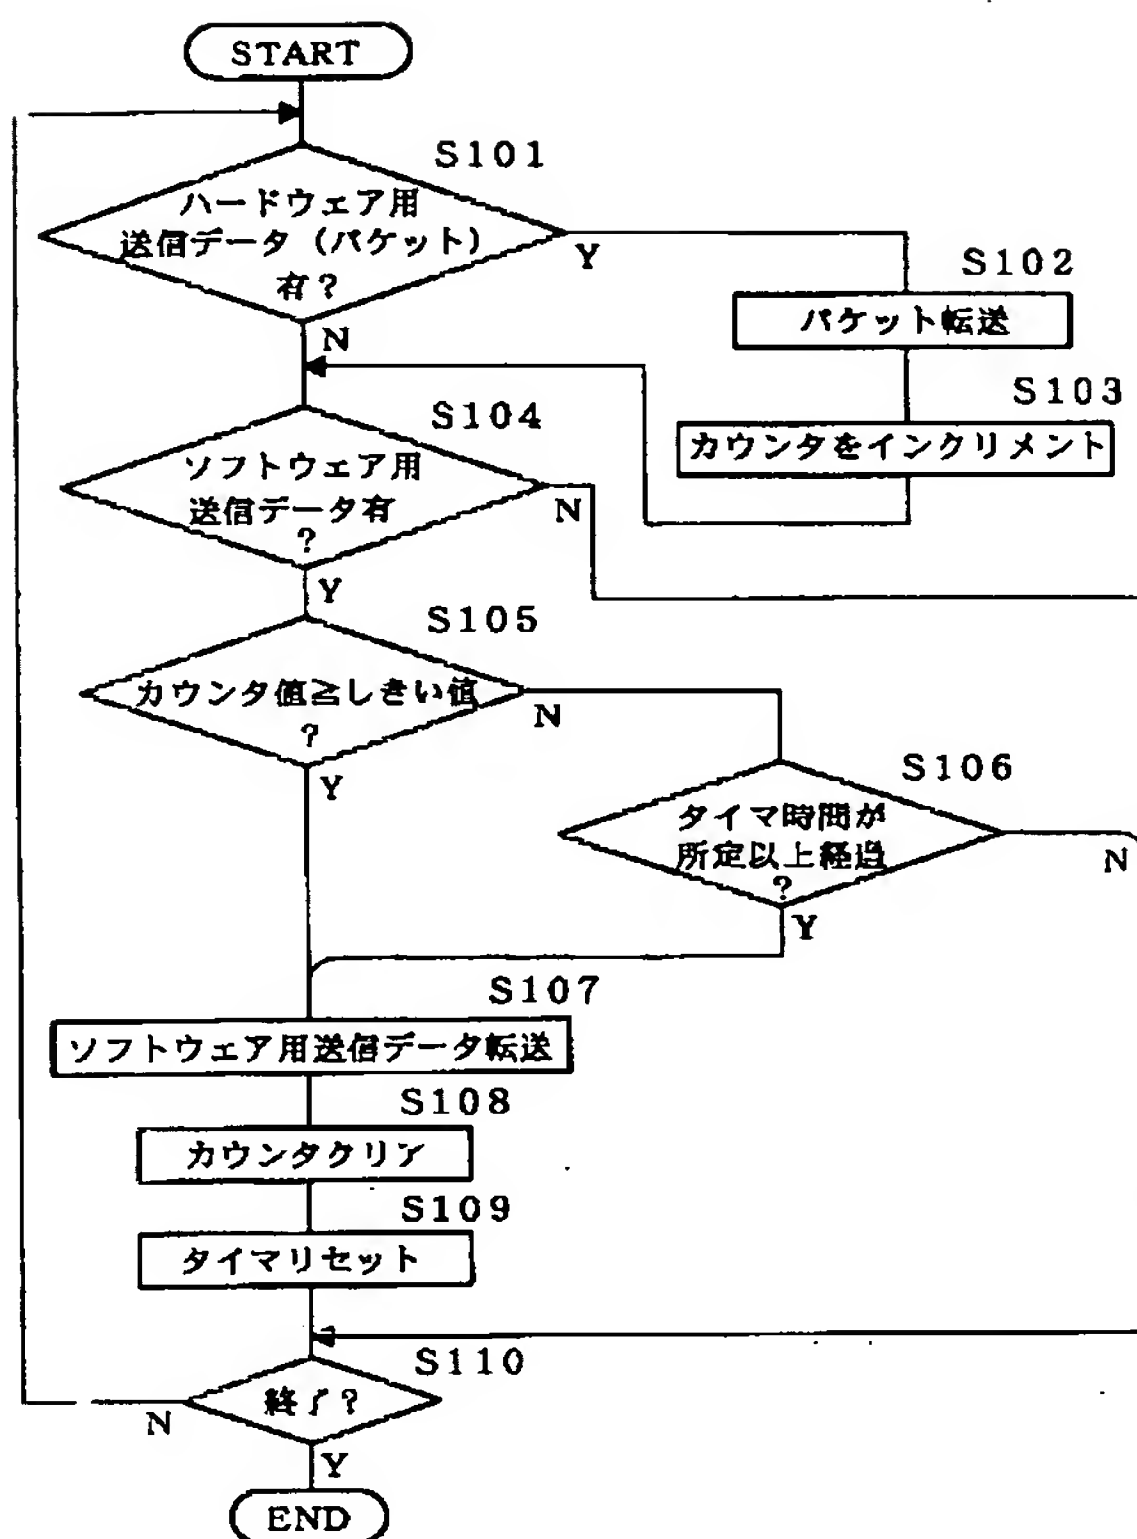 START
S101
ハードウェア用
送信データ（パケット）
有？
Y
N
S102
パケット転送
S103
カウンタをインクリメント
S104
ソフトウェア用
送信データ有
？
N
Y
S105
カウンタ値≧しきい値
？
N
Y
S106
タイマ時間が
所定以上経過
？
N
Y
S107
ソフトウェア用送信データ転送
S108
カウンタクリア
S109
タイマリセット
S110
終了？
N
Y
END